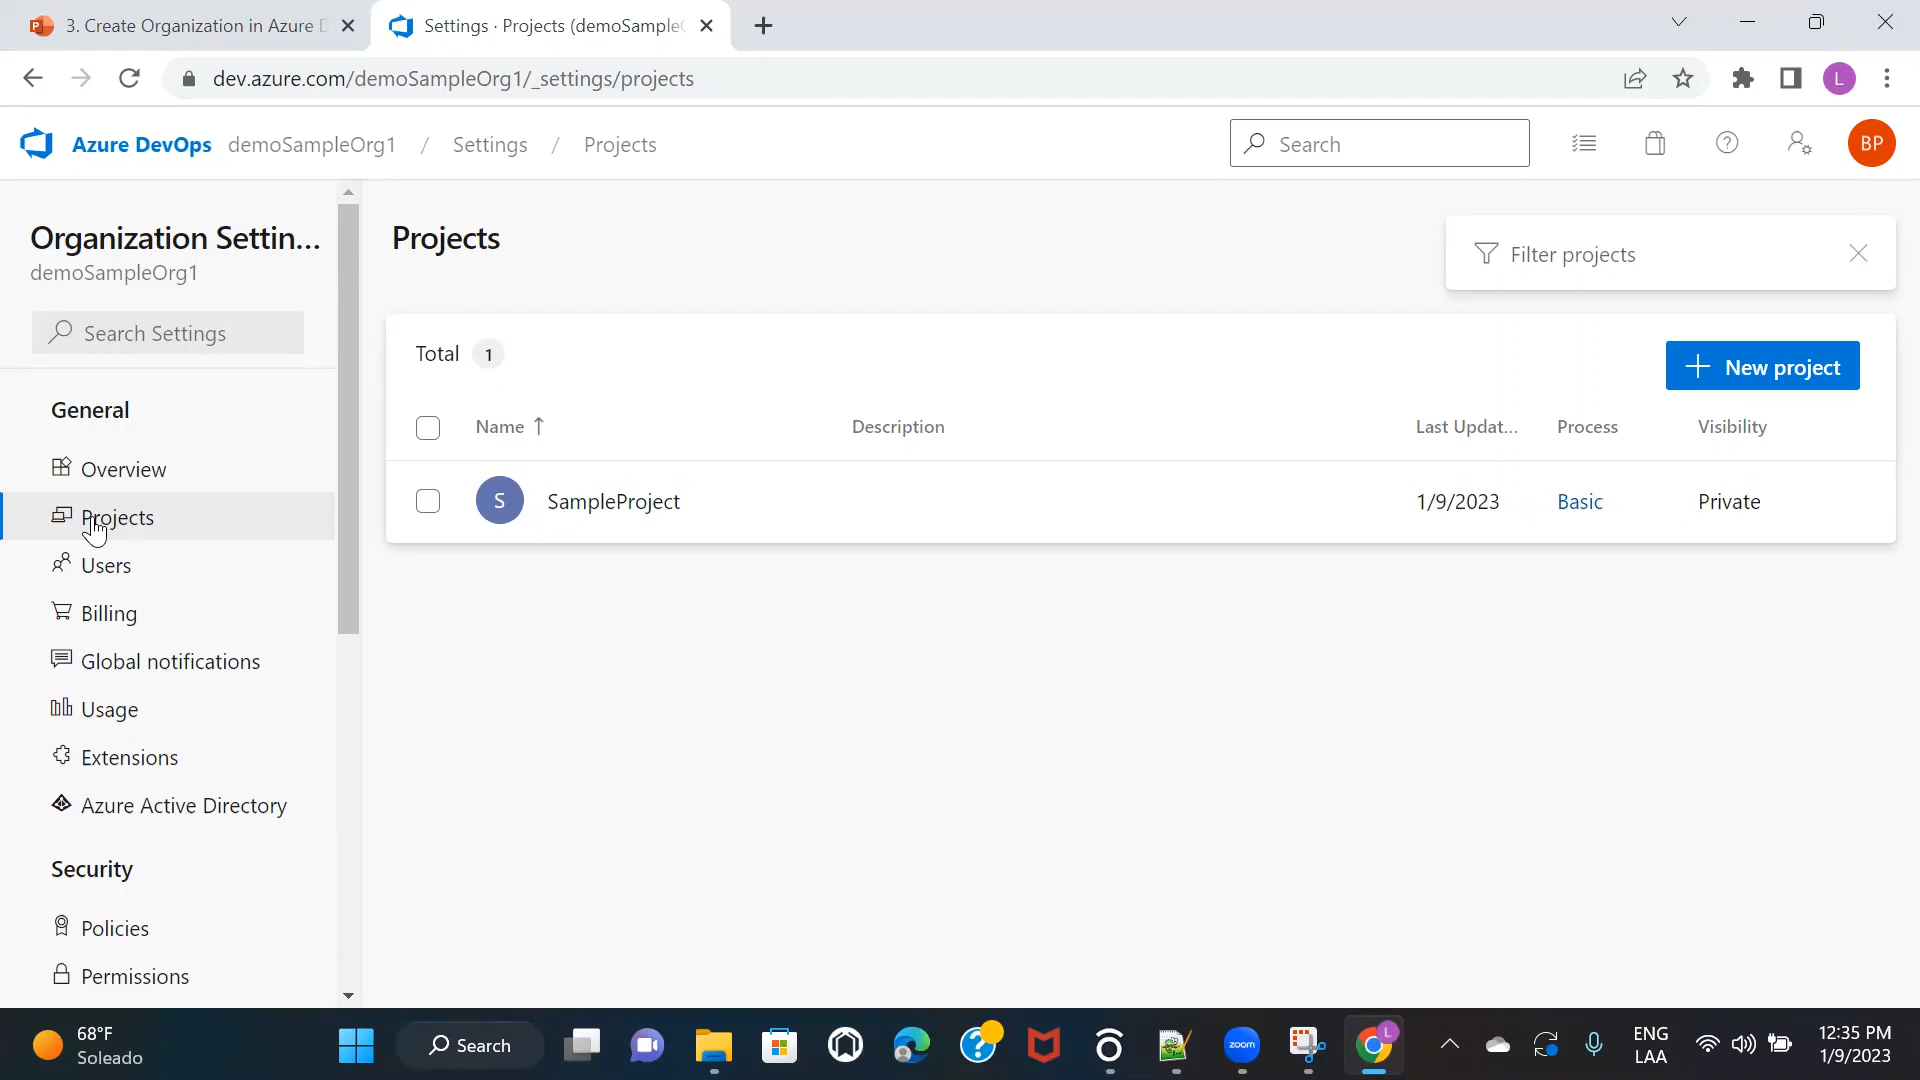 3. Create Organization in Azure D
Settings · Projects (demoSample
dev.azure.com/demoSampleOrg1/_settings/projects
L
Azure DevOps demoSampleOrg1 / Settings / Projects
Search
BP
Organization Settin...
demoSampleOrg1
Search Settings
General
Overview
Projects
Users
Billing
Global notifications
Usage
Extensions
Azure Active Directory
Security
Policies
Permissions
Projects
Filter projects
Total 1
New project
Name Description Last Updat... Process Visibility
S SampleProject 1/9/2023 Basic Private
68°F
Soleado
Search
zoom
L
ENG
LAA
12:35 PM
1/9/2023